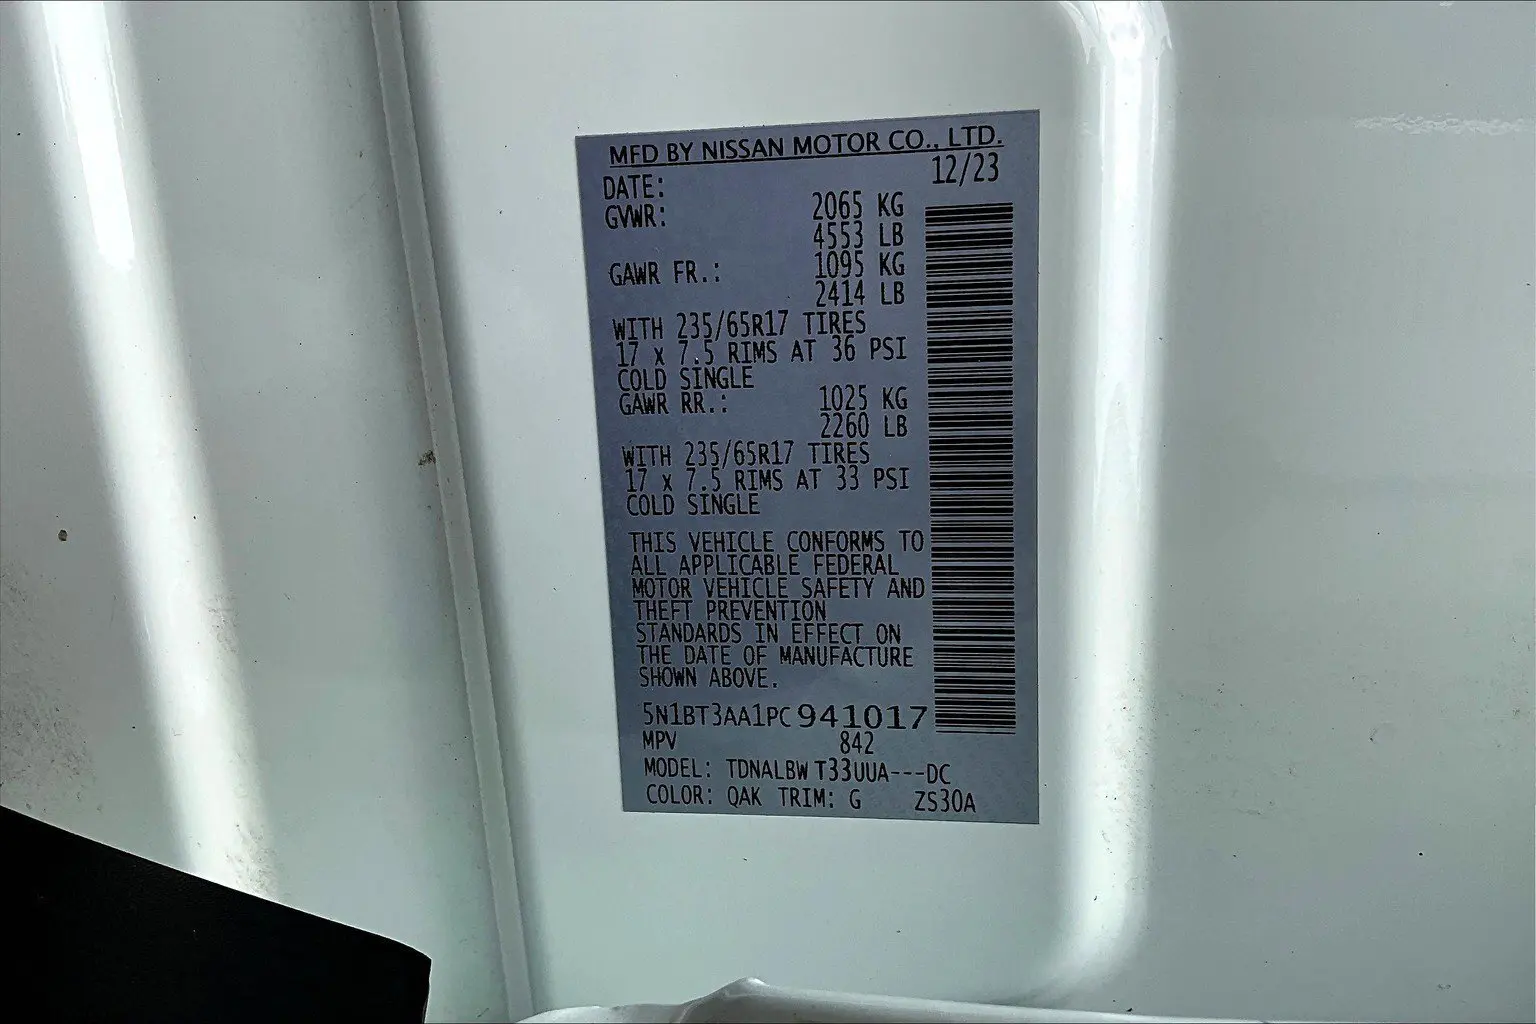 MFD BY NISSAN MOTOR CO., LTD.
DATE: 12/23
GVWR: 2065 KG
4553 LB
GAWR FR.: 1095 KG
2414 LB
WITH 235/65R17 TIRES
17 x 7.5 RIMS AT 36 PSI
COLD SINGLE
GAWR RR.: 1025 KG
2260 LB
WITH 235/65R17 TIRES
17 x 7.5 RIMS AT 33 PSI
COLD SINGLE
THIS VEHICLE CONFORMS TO
ALL APPLICABLE FEDERAL
MOTOR VEHICLE SAFETY AND
THEFT PREVENTION
STANDARDS IN EFFECT ON
THE DATE OF MANUFACTURE
SHOWN ABOVE.
5N1BT3AA1PC941017
MPV 842
MODEL: TDNALBW T33UUA---DC
COLOR: QAK TRIM: G ZS30A